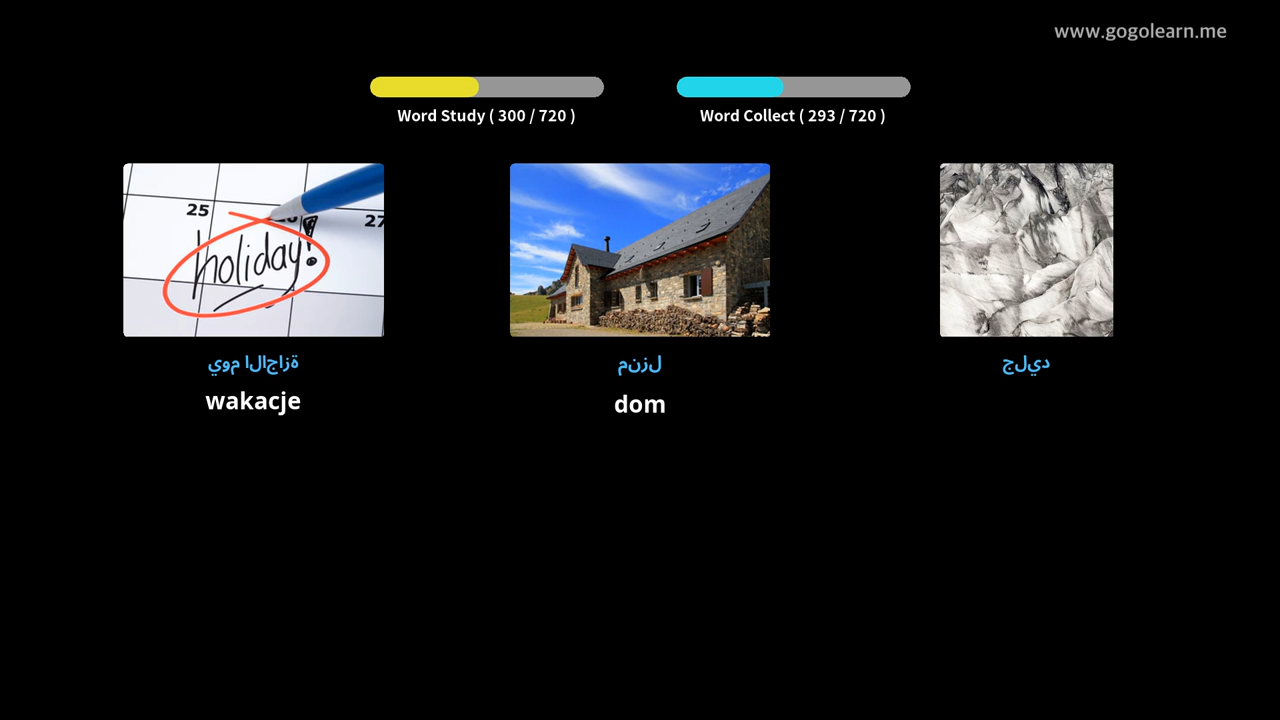 www.gogolearn.me
Word Study ( 300 / 720 )
Word Collect ( 293 / 720 )
25
26
27
holiday!
يوم الاجازة
wakacje
منزل
dom
جليد